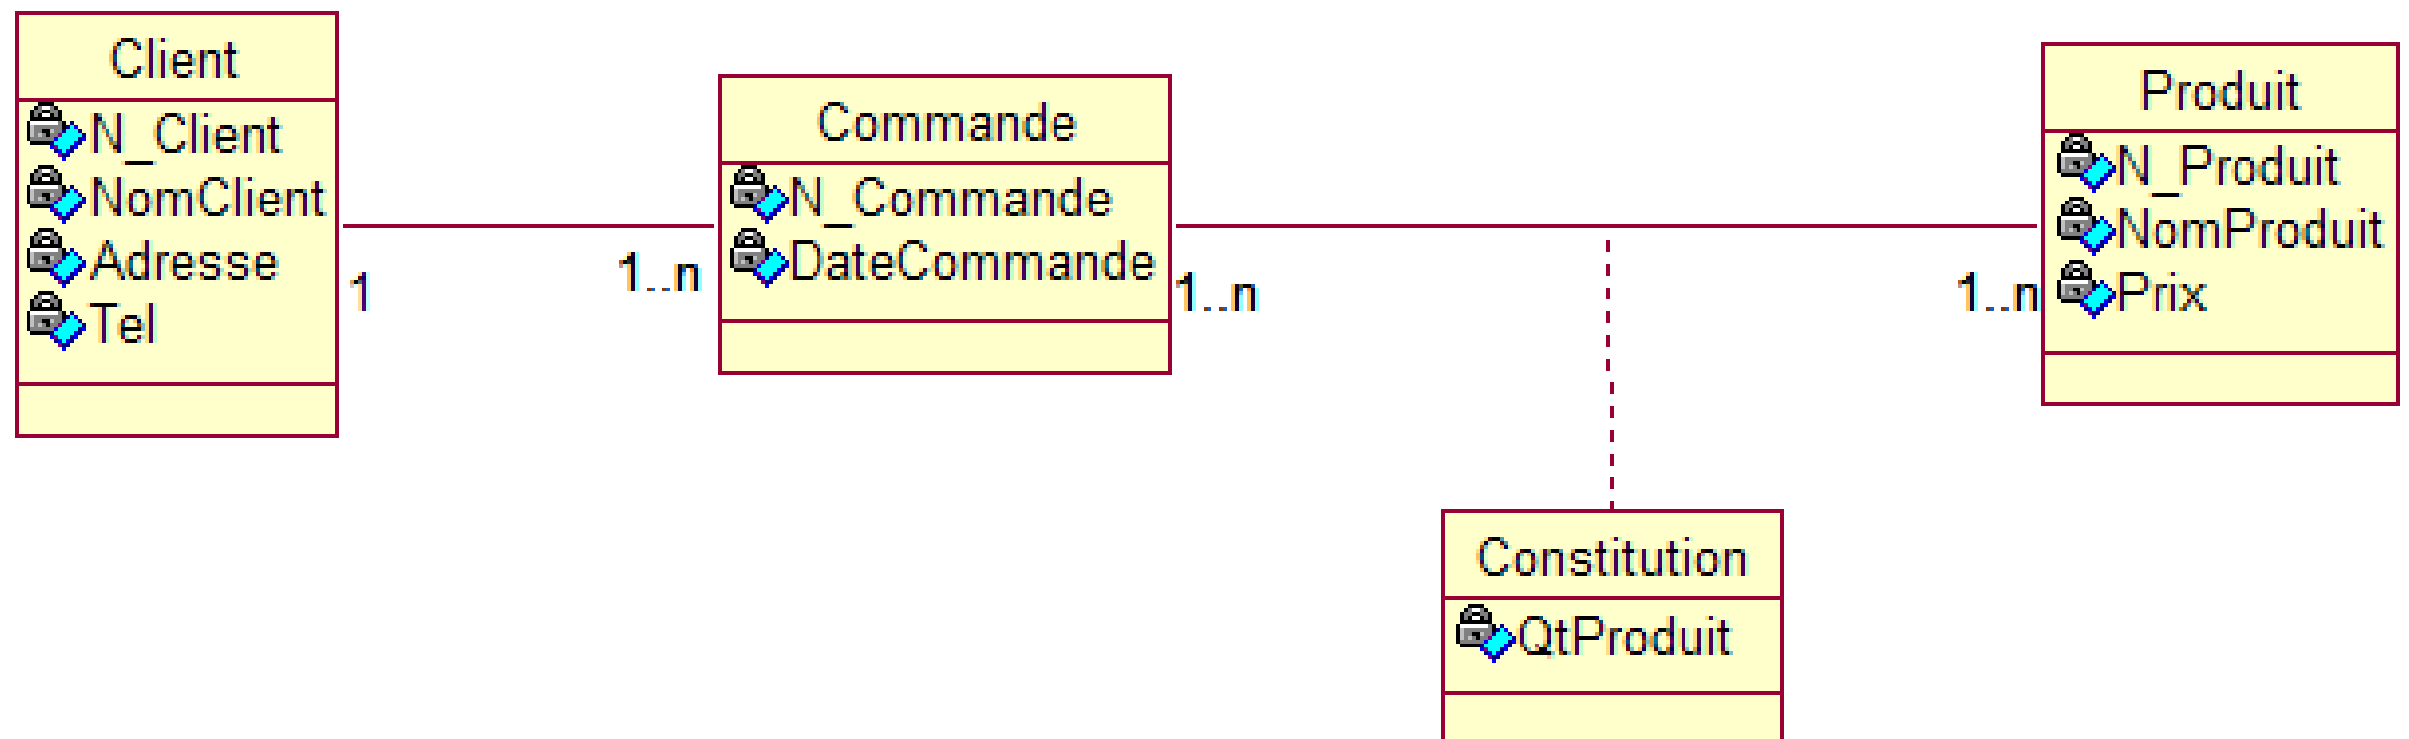 Client
N_Client
NomClient
Adresse
Tel
1
1..n
Commande
N_Commande
DateCommande
1..n
1..n
Produit
N_Produit
NomProduit
Prix
Constitution
QtProduit